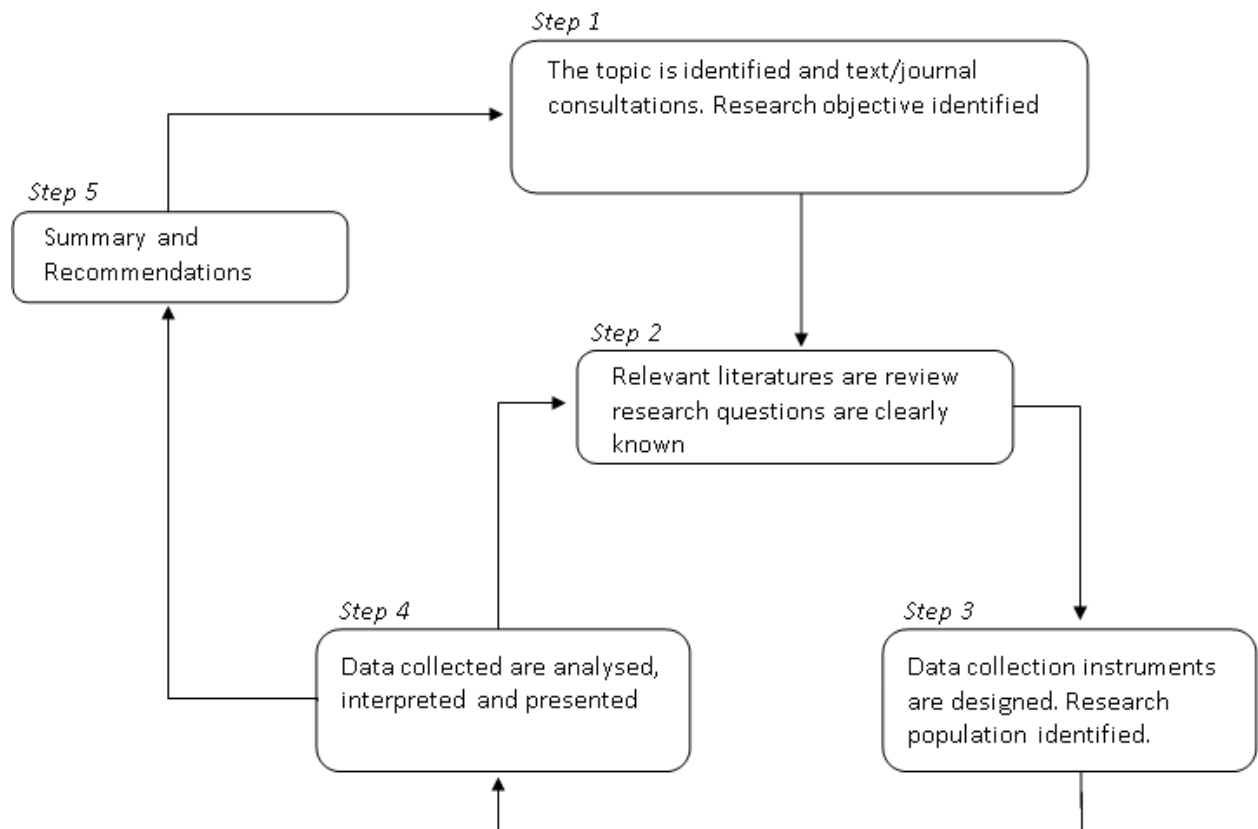 Step 1
The topic is identified and text/journal
consultations. Research objective identified
Step 5
Summary and
Recommendations
Step 2
Relevant literatures are review
research questions are clearly
known
Step 4
Data collected are analysed,
interpreted and presented
Step 3
Data collection instruments
are designed. Research
population identified.